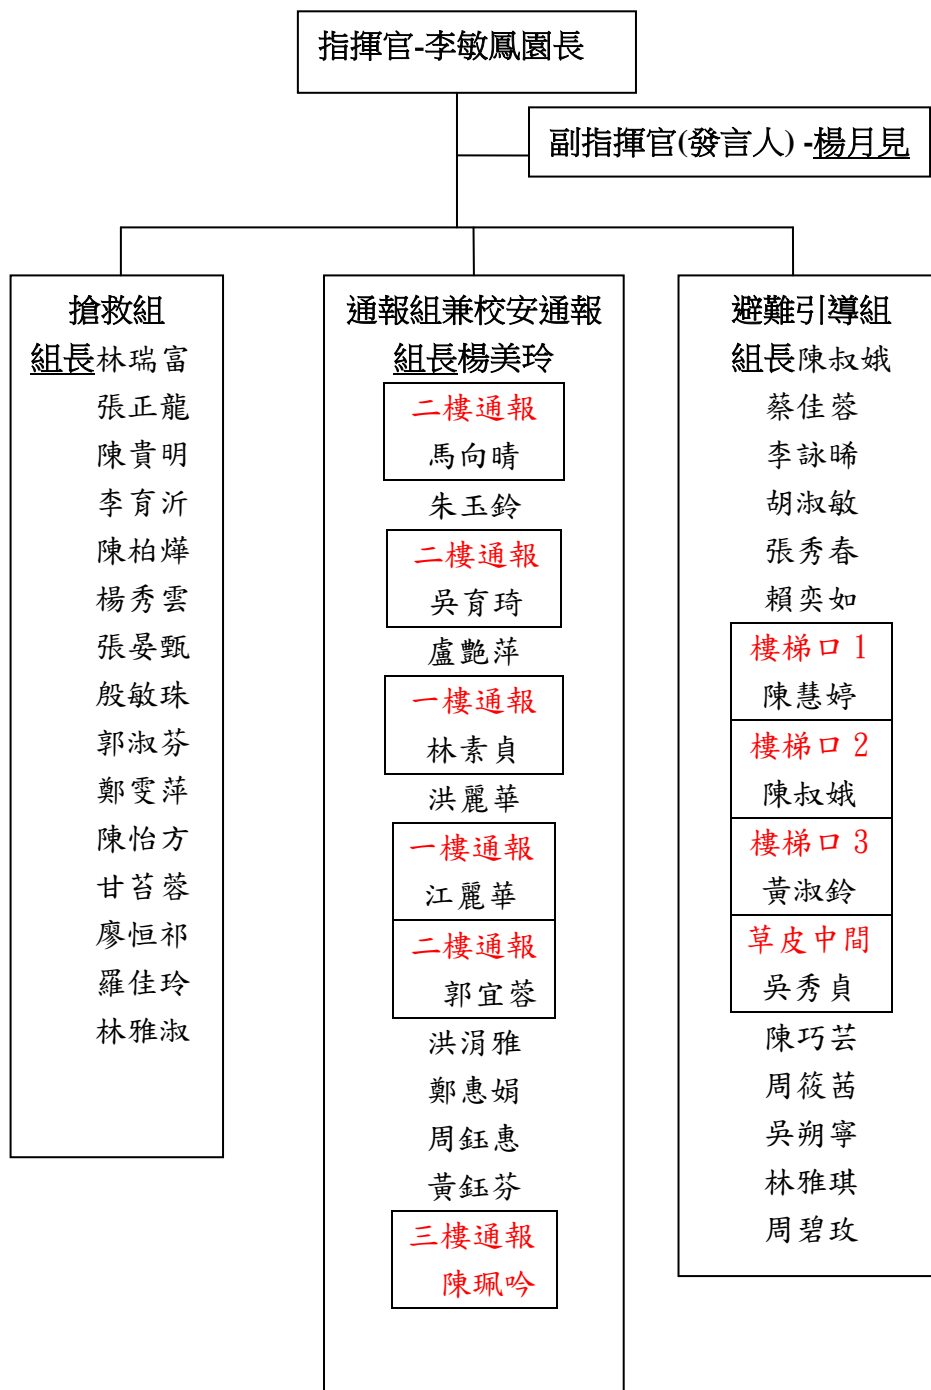 指揮官-李敏鳳園長
副指揮官(發言人) -楊月見
搶救組
組長林瑞富
張正龍
陳貴明
李育沂
陳柏燁
楊秀雲
張晏甄
殷敏珠
郭淑芬
鄭雯萍
陳怡方
甘苔蓉
廖恒祁
羅佳玲
林雅淑
通報組兼校安通報
組長楊美玲
二樓通報
馬向晴
朱玉鈴
二樓通報
吳育琦
盧艷萍
一樓通報
林素貞
洪麗華
一樓通報
江麗華
二樓通報
郭宜蓉
洪涓雅
鄭惠娟
周鈺惠
黃鈺芬
三樓通報
陳珮吟
避難引導組
組長陳叔娥
蔡佳蓉
李詠晞
胡淑敏
張秀春
賴奕如
樓梯口 1
陳慧婷
樓梯口 2
陳叔娥
樓梯口 3
黃淑鈴
草皮中間
吳秀貞
陳巧芸
周筱茜
吳朔寧
林雅琪
周碧玫